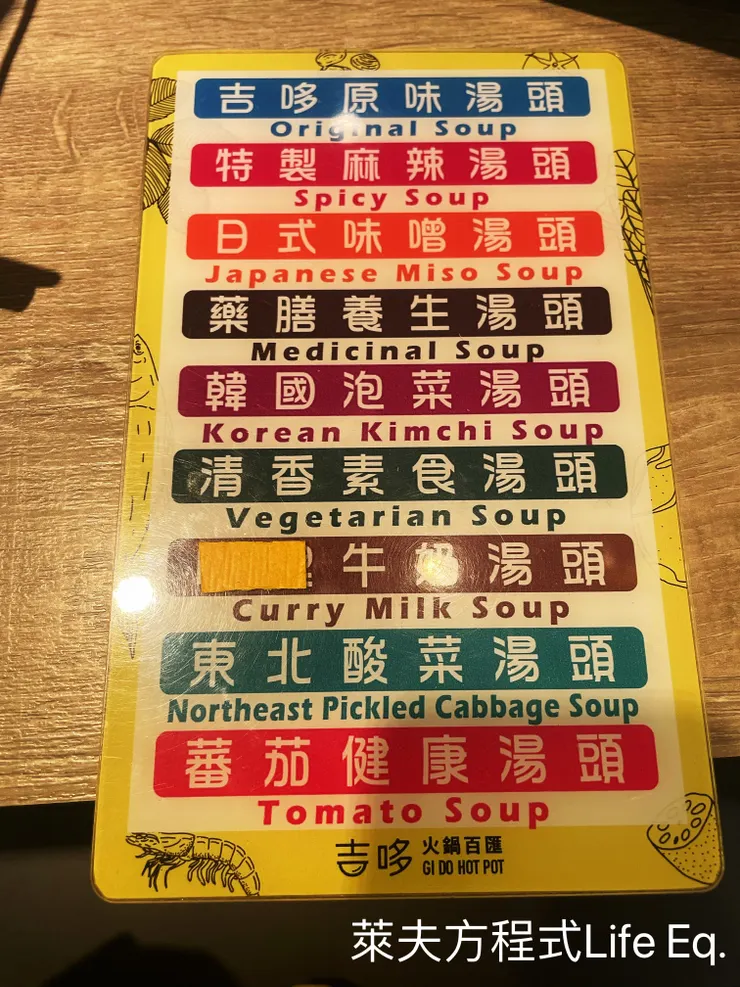 吉哆原味湯頭
Original Soup
特製麻辣湯頭
Spicy Soup
日式味噌湯頭
Japanese Miso Soup
藥膳養生湯頭
Medicinal Soup
韓國泡菜湯頭
Korean Kimchi Soup
清香素食湯頭
Vegetarian Soup
牛奶湯頭
Curry Milk Soup
東北酸菜湯頭
Northeast Pickled Cabbage Soup
蕃茄健康湯頭
Tomato Soup
吉哆 火鍋百匯
GI DO HOT POT
萊夫方程式Life Eq.